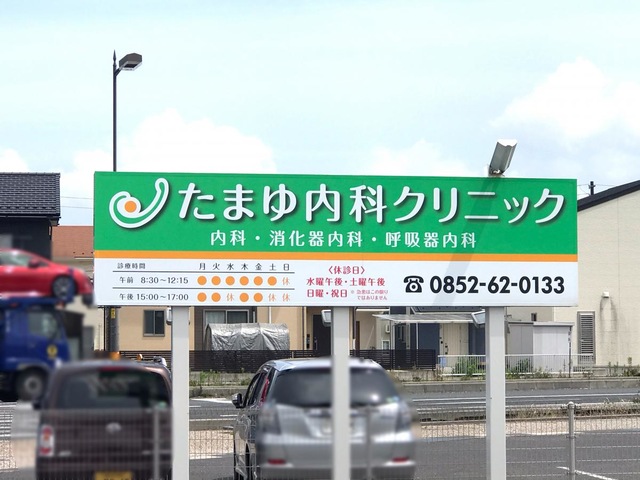 たまゆ内科クリニック
内科・消化器内科・呼吸器内科
診療時間 月 火 水 木 金 土 日
午前 8:30〜12:15 ● ● ● ● ● ● 休
午後 15:00〜17:00 ● ● 休 ● ● 休 休
〈休診日〉
水曜午後・土曜午後
日曜・祝日
☎ 0852-62-0133